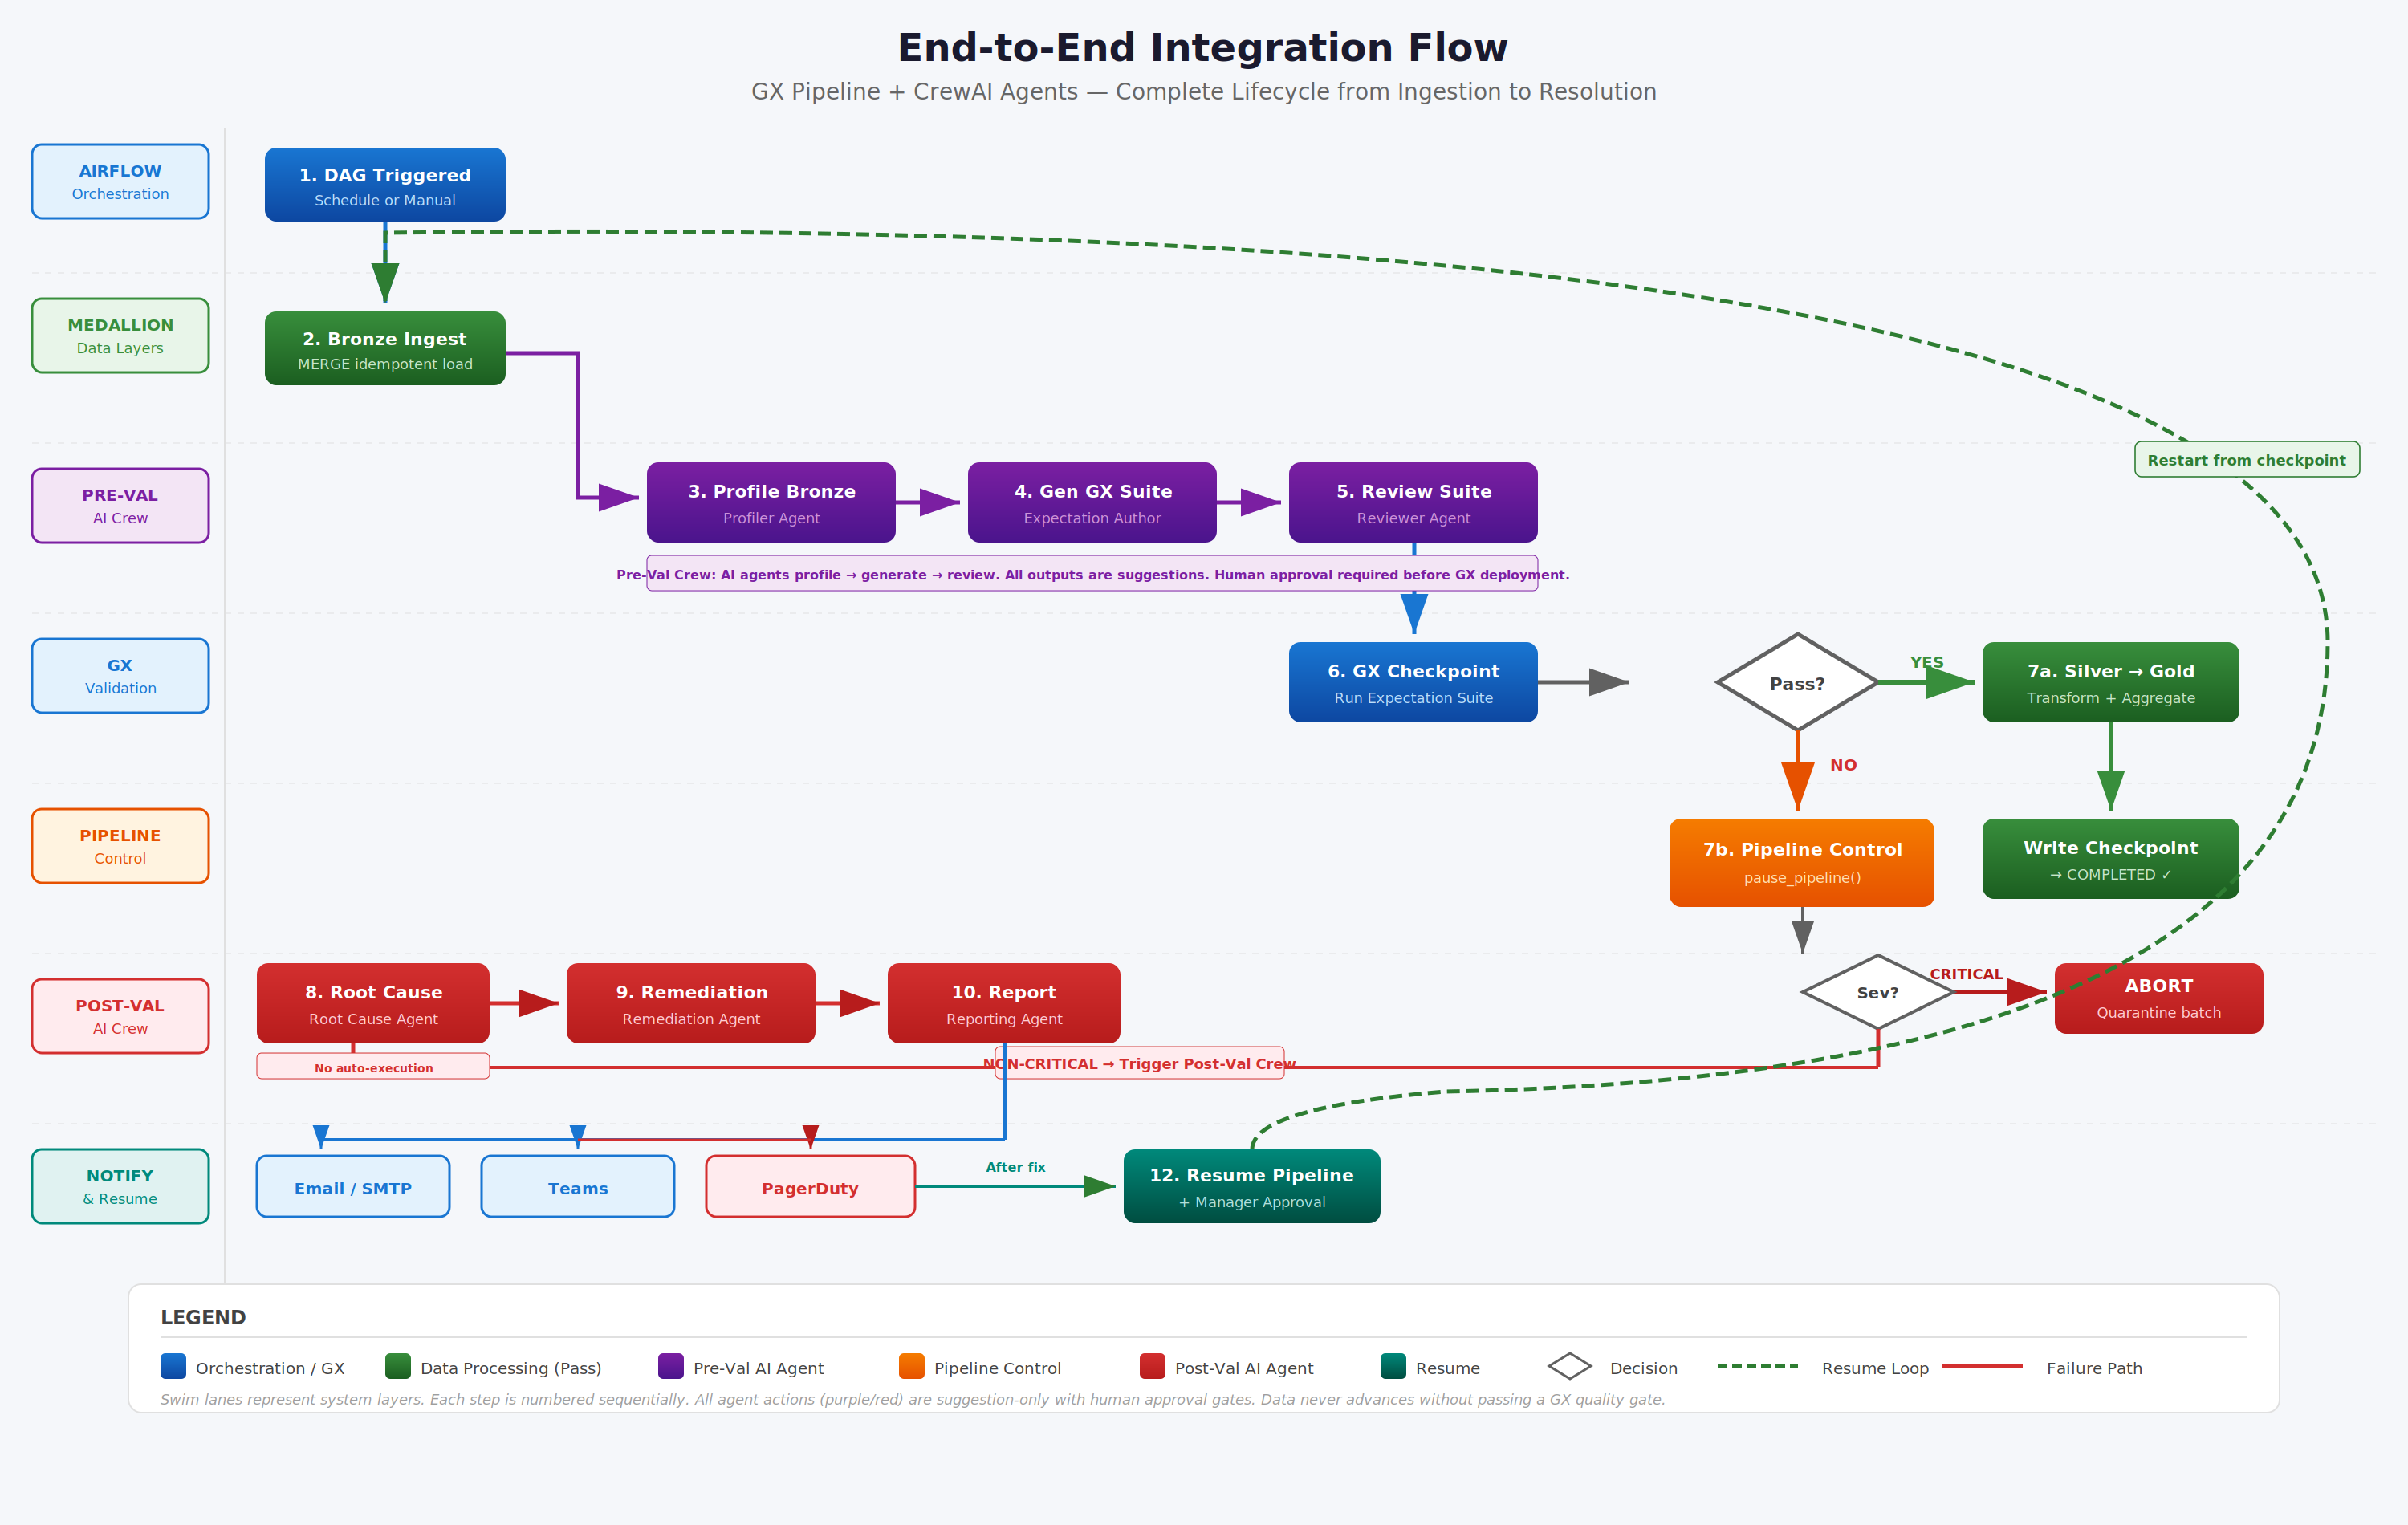 End-to-End Integration Flow
GX Pipeline + CrewAI Agents — Complete Lifecycle from Ingestion to Resolution
AIRFLOW
Orchestration
1. DAG Triggered
Schedule or Manual
MEDALLION
Data Layers
2. Bronze Ingest
MERGE idempotent load
Restart from checkpoint
PRE-VAL
AI Crew
3. Profile Bronze
Profiler Agent
4. Gen GX Suite
Expectation Author
5. Review Suite
Reviewer Agent
Pre-Val Crew: AI agents profile → generate → review. All outputs are suggestions. Human approval required before GX deployment.
GX
Validation
6. GX Checkpoint
Run Expectation Suite
Pass?
YES
7a. Silver → Gold
Transform + Aggregate
NO
PIPELINE
Control
7b. Pipeline Control
pause_pipeline()
Write Checkpoint
→ COMPLETED ✓
POST-VAL
AI Crew
8. Root Cause
Root Cause Agent
9. Remediation
Remediation Agent
10. Report
Reporting Agent
Sev?
CRITICAL
ABORT
Quarantine batch
No auto-execution
NON-CRITICAL → Trigger Post-Val Crew
NOTIFY
& Resume
Email / SMTP
Teams
PagerDuty
After fix
12. Resume Pipeline
+ Manager Approval
LEGEND
Orchestration / GX
Data Processing (Pass)
Pre-Val AI Agent
Pipeline Control
Post-Val AI Agent
Resume
Decision
Resume Loop
Failure Path
Swim lanes represent system layers. Each step is numbered sequentially. All agent actions (purple/red) are suggestion-only with human approval gates. Data never advances without passing a GX quality gate.